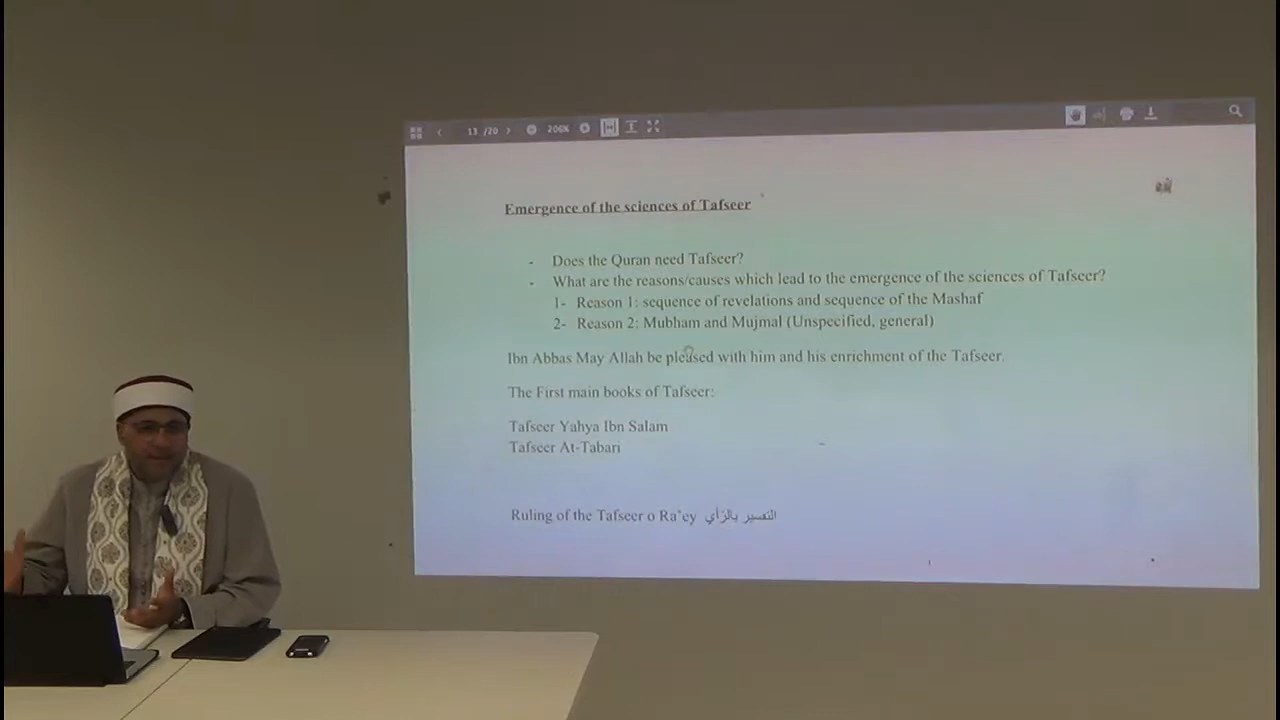 13 /20
206%
Emergence of the sciences of Tafseer
- Does the Quran need Tafseer?
- What are the reasons/causes which lead to the emergence of the sciences of Tafseer?
1- Reason 1: sequence of revelations and sequence of the Mashaf
2- Reason 2: Mubham and Mujmal (Unspecified, general)
Ibn Abbas May Allah be pleased with him and his enrichment of the Tafseer.
The First main books of Tafseer:
Tafseer Yahya Ibn Salam
Tafseer At-Tabari
Ruling of the Tafseer o Ra'ey التفسير بالرأي